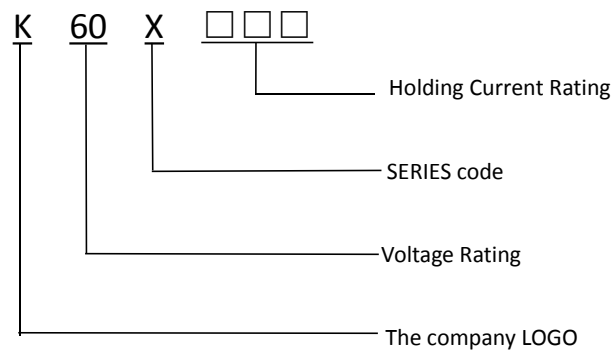 K 60 X □□□
Holding Current Rating
SERIES code
Voltage Rating
The company LOGO